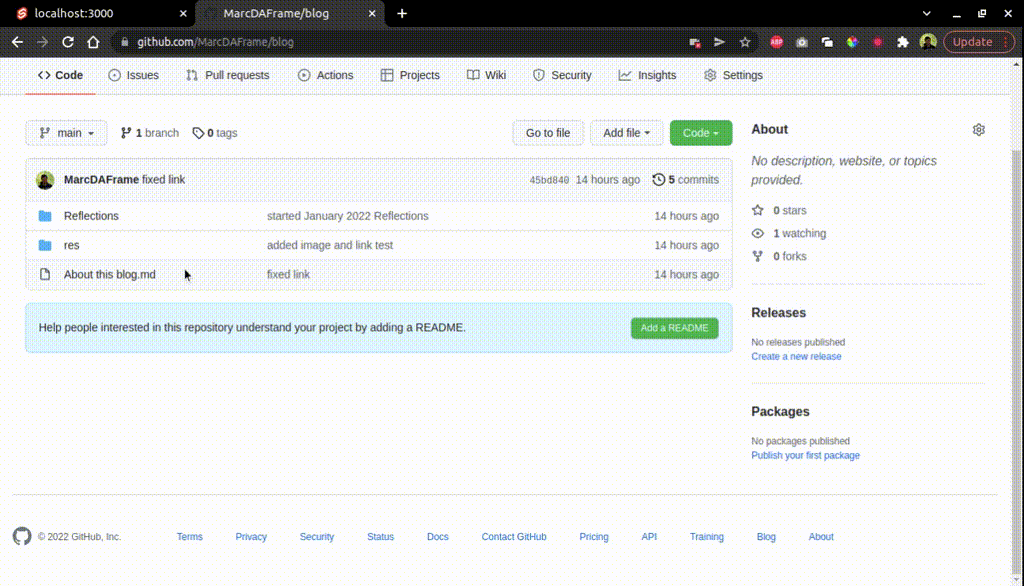 localhost:3000 MarcDAFrame/blog
github.com/MarcDAFrame/blog ABP Update
Code Issues Pull requests Actions Projects Wiki Security Insights Settings
main 1 branch 0 tags Go to file Add file Code
MarcDAFrame fixed link 45bd840 14 hours ago 5 commits
Reflections started January 2022 Reflections 14 hours ago
res added image and link test 14 hours ago
About this blog.md fixed link 14 hours ago
Help people interested in this repository understand your project by adding a README. Add a README
About
No description, website, or topics
provided.
0 stars
1 watching
0 forks
Releases
No releases published
Create a new release
Packages
No packages published
Publish your first package
© 2022 GitHub, Inc. Terms Privacy Security Status Docs Contact GitHub Pricing API Training Blog About